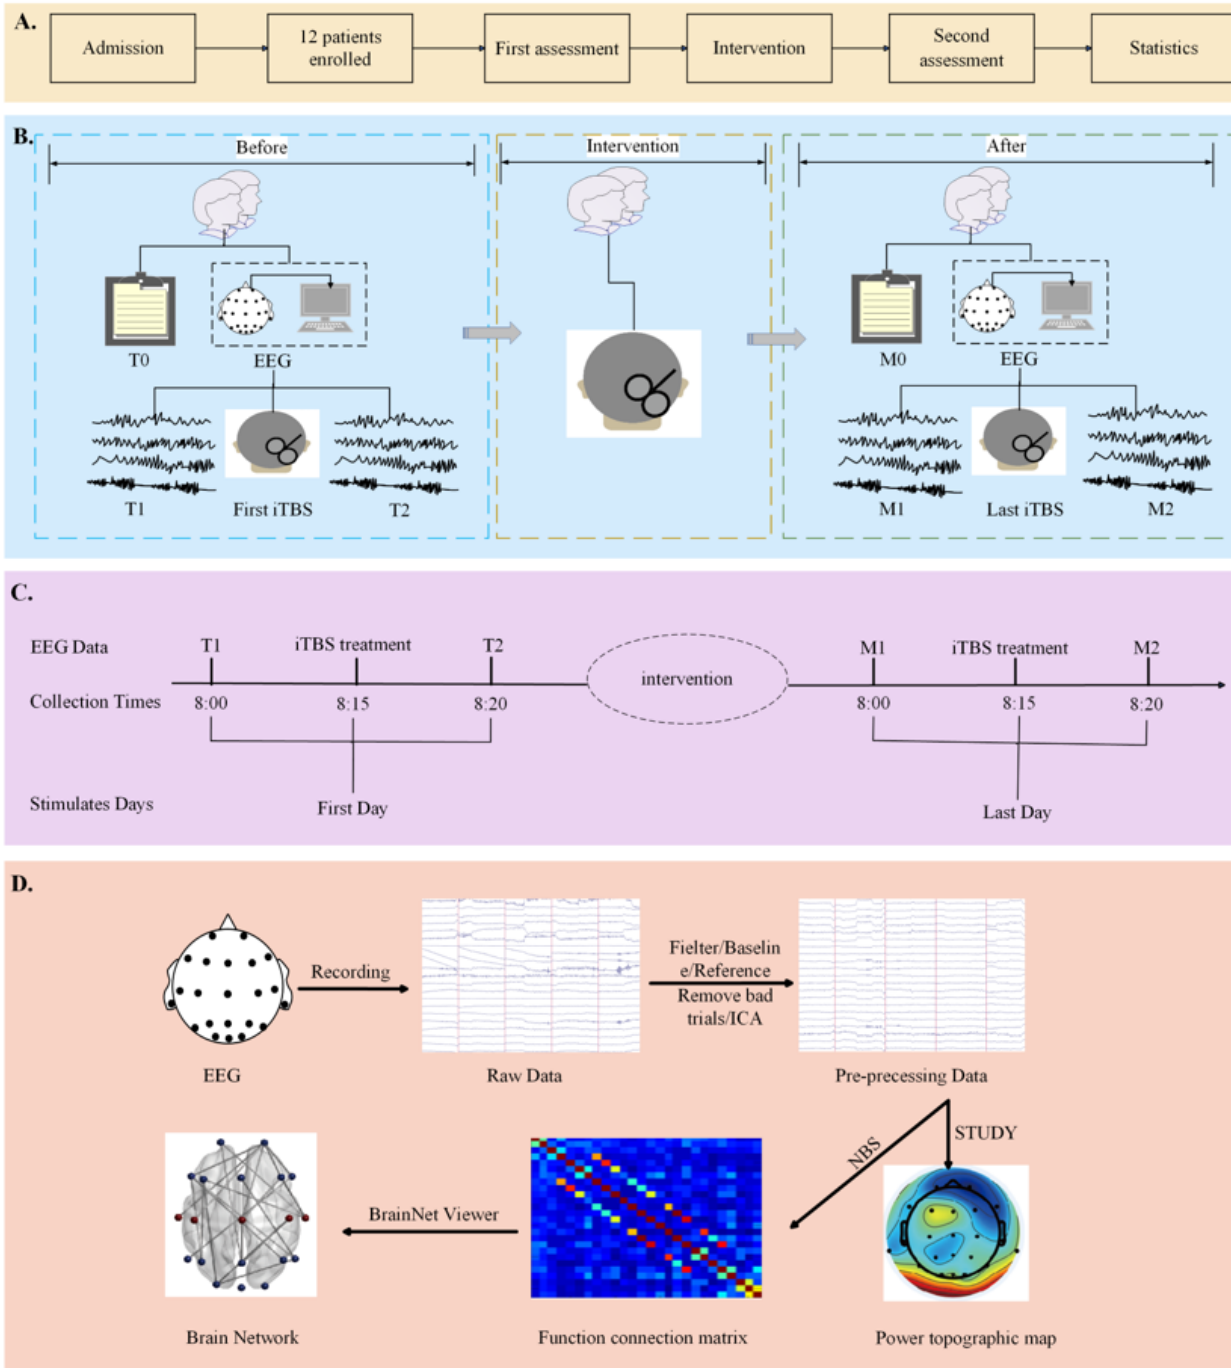 A.
Admission
12 patients
enrolled
First assessment
Intervention
Second
assessment
Statistics
B.
Before
Intervention
After
T0
EEG
M0
EEG
T1
First iTBS
T2
M1
Last iTBS
M2
C.
EEG Data
T1
iTBS treatment
T2
intervention
M1
iTBS treatment
M2
Collection Times
8:00
8:15
8:20
8:00
8:15
8:20
Stimulates Days
First Day
Last Day
D.
Recording
Fielter/Baselin
e/Reference
Remove bad
trials/ICA
EEG
Raw Data
Pre-precessing Data
NBS
STUDY
BrainNet Viewer
Brain Network
Function connection matrix
Power topographic map